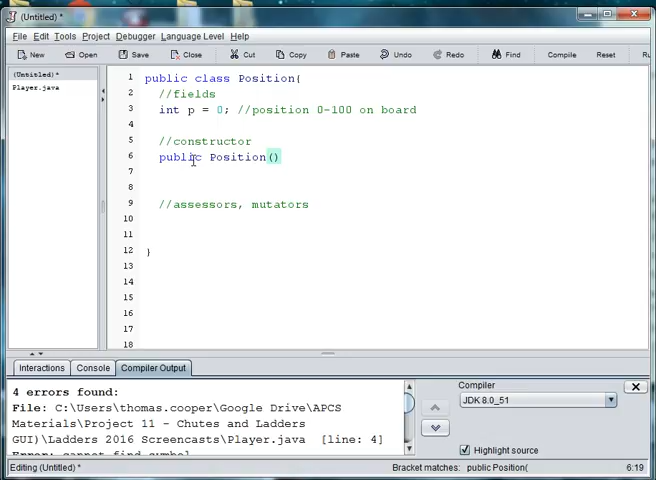 (Untitled) *
File Edit Tools Project Debugger Language Level Help
New Open Save Close Cut Copy Paste Undo Redo Find Compile Reset Ru
(Untitled) *
Player.java
1 public class Position{
2 //fields
3 int p = 0; //position 0-100 on board
4
5 //constructor
6 public Position()
7
8
9 //assessors, mutators
10
11
12 }
13
14
15
16
17
18
Interactions Console Compiler Output
4 errors found:
File: C:\Users\thomas.cooper\Google Drive\APCS
Materials\Project 11 - Chutes and Ladders
GUI)\Ladders 2016 Screencasts\Player.java [line: 4]
Error: cannot find symbol
Compiler
JDK 8.0_51
Highlight source
Editing (Untitled) * Bracket matches: public Position( 6:19